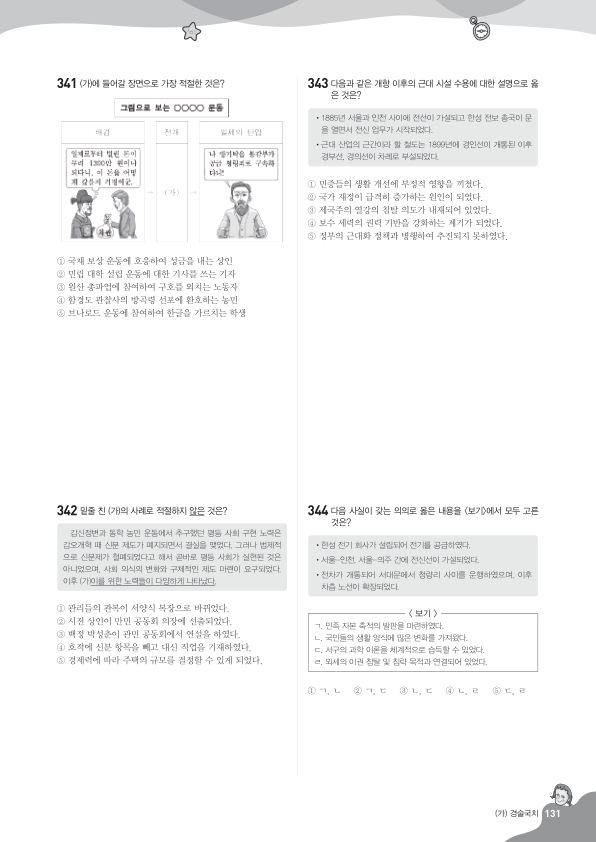 341 (가)에 들어갈 장면으로 가장 적절한 것은?
그림으로 보는 ○○○○ 운동
배경
전개
일제의 탄압
일제로부터 빌린 돈이
무려 1300만 원이나
되다니, 이 돈을 어떻
게 갚을지 걱정이군.
차관
→
(가)
→
나 양기탁을 통감부가
공금 횡령죄로 구속하
다니!
① 국채 보상 운동에 호응하여 성금을 내는 상인
② 민립 대학 설립 운동에 대한 기사를 쓰는 기자
③ 원산 총파업에 참여하여 구호를 외치는 노동자
④ 함경도 관찰사의 방곡령 선포에 환호하는 농민
⑤ 브나로드 운동에 참여하여 한글을 가르치는 학생
342 밑줄 친 (가)의 사례로 적절하지 않은 것은?
갑신정변과 동학 농민 운동에서 추구했던 평등 사회 구현 노력은
갑오개혁 때 신분 제도가 폐지되면서 결실을 맺었다. 그러나 법제적
으로 신분제가 철폐되었다고 해서 곧바로 평등 사회가 실현된 것은
아니었으며, 사회 의식의 변화와 구체적인 제도 마련이 요구되었다.
이후 (가)이를 위한 노력들이 다양하게 나타났다.
① 관리들의 관복이 서양식 복장으로 바뀌었다.
② 시전 상인이 만민 공동회 의장에 선출되었다.
③ 백정 박성춘이 관민 공동회에서 연설을 하였다.
④ 호적에 신분 항목을 빼고 대신 직업을 기재하였다.
⑤ 경제력에 따라 주택의 규모를 결정할 수 있게 되었다.
343 다음과 같은 개항 이후의 근대 시설 수용에 대한 설명으로 옳
은 것은?
• 1885년 서울과 인천 사이에 전선이 가설되고 한성 전보 총국이 문
을 열면서 전신 업무가 시작되었다.
• 근대 산업의 근간이라 할 철도는 1899년에 경인선이 개통된 이후
경부선, 경의선이 차례로 부설되었다.
① 민중들의 생활 개선에 부정적 영향을 끼쳤다.
② 국가 재정이 급격히 증가하는 원인이 되었다.
③ 제국주의 열강의 침탈 의도가 내재되어 있었다.
④ 보수 세력의 권력 기반을 강화하는 계기가 되었다.
⑤ 정부의 근대화 정책과 병행하여 추진되지 못하였다.
344 다음 사실이 갖는 의의로 옳은 내용을 〈보기〉에서 모두 고른
것은?
• 한성 전기 회사가 설립되어 전기를 공급하였다.
• 서울-인천, 서울-의주 간에 전신선이 가설되었다.
• 전차가 개통되어 서대문에서 청량리 사이를 운행하였으며, 이후
차츰 노선이 확장되었다.
〈 보기 〉
ㄱ. 민족 자본 축적의 발판을 마련하였다.
ㄴ. 국민들의 생활 양식에 많은 변화를 가져왔다.
ㄷ. 서구의 과학 이론을 체계적으로 습득할 수 있었다.
ㄹ. 외세의 이권 침탈 및 침략 목적과 연결되어 있었다.
① ㄱ, ㄴ ② ㄱ, ㄷ ③ ㄴ, ㄷ ④ ㄴ, ㄹ ⑤ ㄷ, ㄹ
(가) 경술국치 131